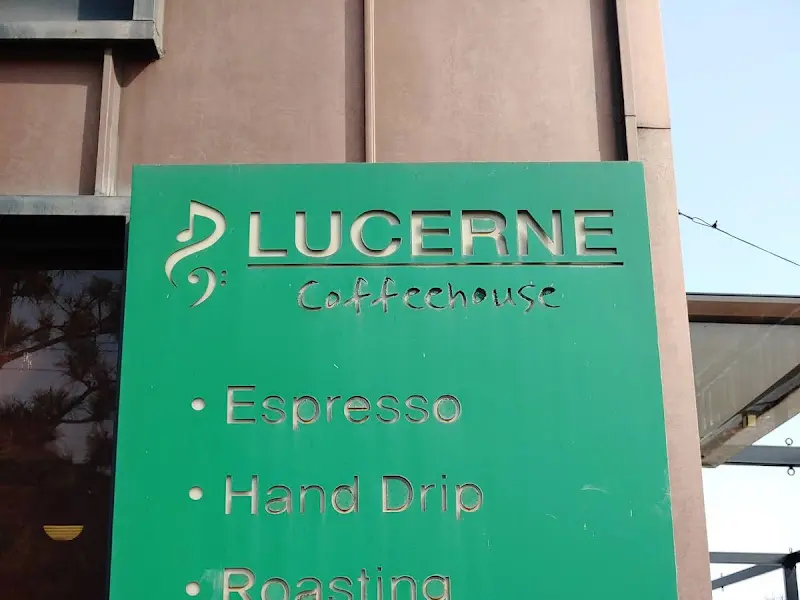 LUCERNE
Coffeehouse
• Espresso
• Hand Drip
• Roasting